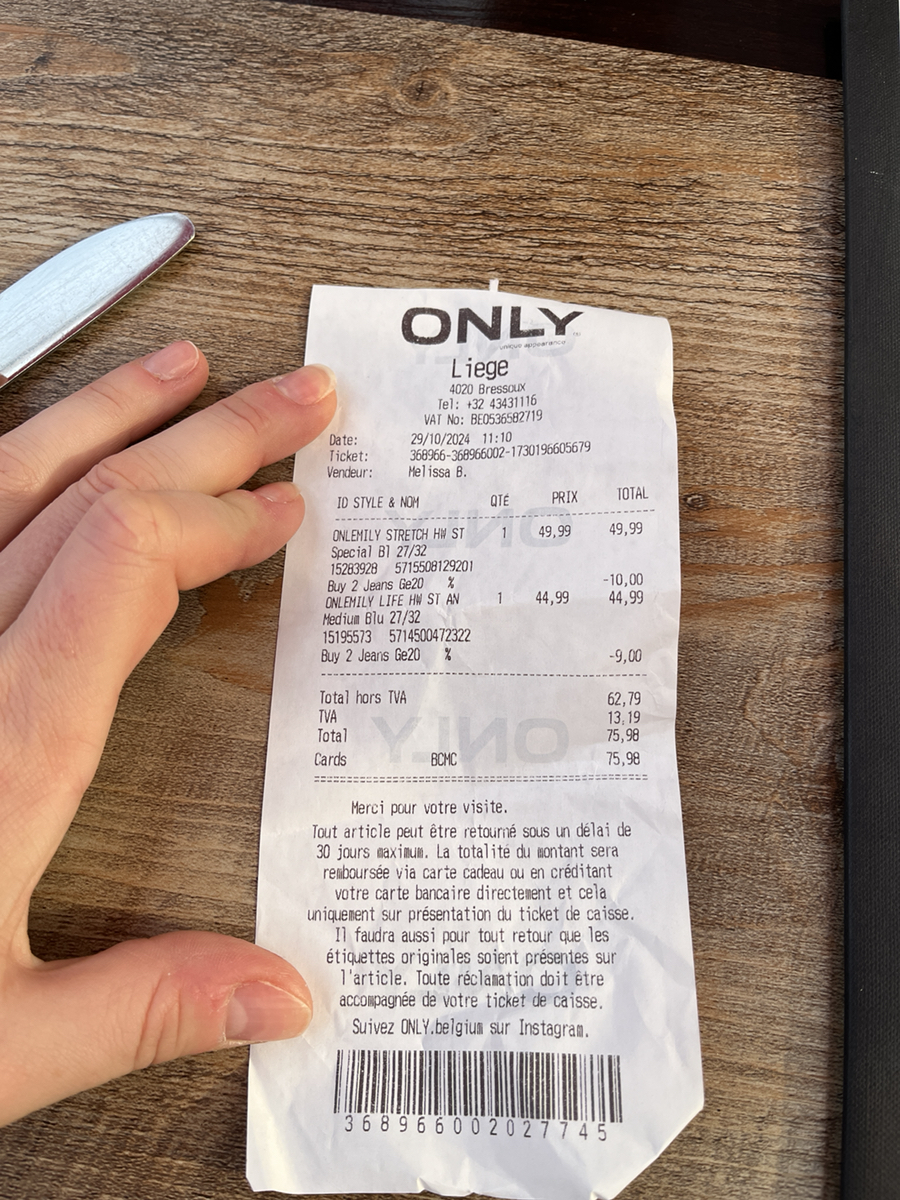 ONLY
unique appearance
Liege
4020 Bressoux
Tel: +32 43431116
VAT No: BE0536582719
Date: 29/10/2024 11:10
Ticket: 368966-368966002-1730196605679
Vendeur: Melissa B.
ID STYLE & NOM QTÉ PRIX TOTAL
ONLEMILY STRETCH HW ST 1 49,99 49,99
Special Bl 27/32
15283928 5715508129201
Buy 2 Jeans Ge20 % -10,00
ONLEMILY LIFE HW ST AN 1 44,99 44,99
Medium Blu 27/32
15195573 5714500472322
Buy 2 Jeans Ge20 % -9,00
Total hors TVA 62,79
TVA 13,19
Total 75,98
Cards BCMC 75,98
Merci pour votre visite.
Tout article peut être retourné sous un délai de
30 jours maximum. La totalité du montant sera
remboursée via carte cadeau ou en créditant
votre carte bancaire directement et cela
uniquement sur présentation du ticket de caisse.
Il faudra aussi pour tout retour que les
étiquettes originales soient présentes sur
l'article. Toute réclamation doit être
accompagnée de votre ticket de caisse.
Suivez ONLY.belgium sur Instagram.
368966002027745